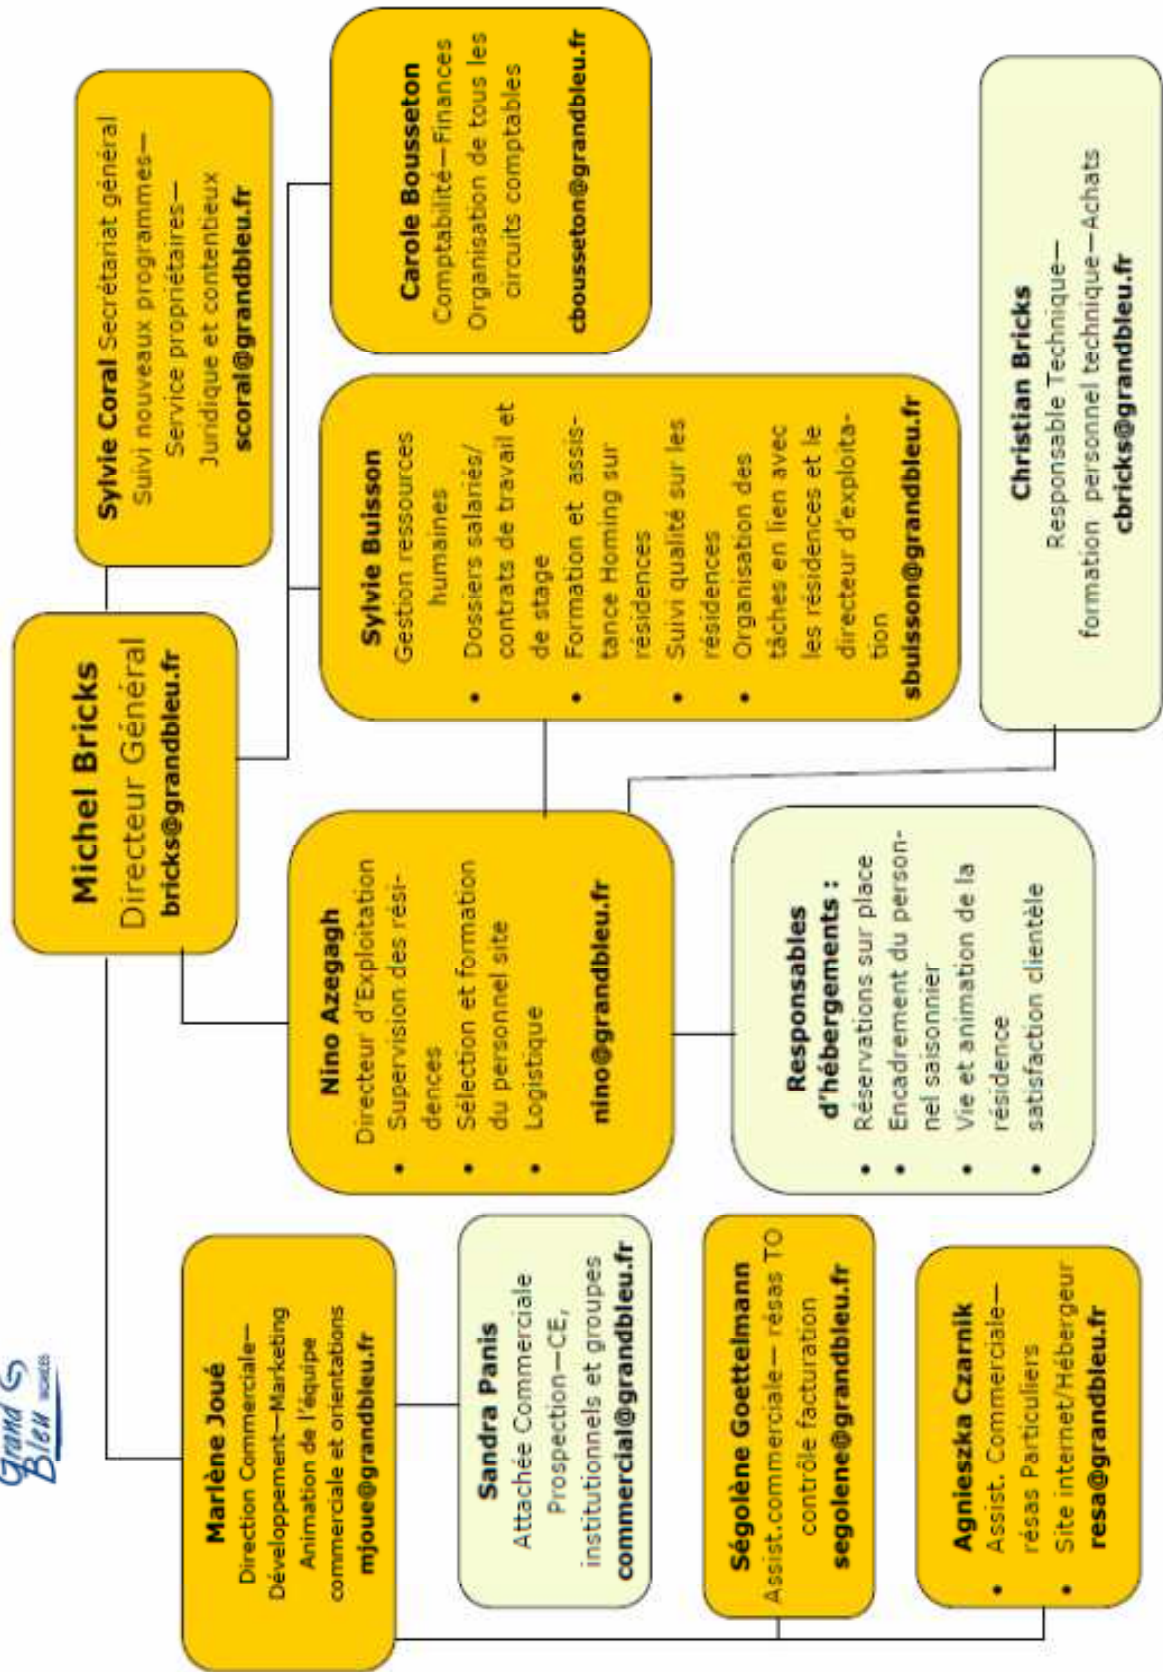 Grand
Bleu VACANCES
Michel Bricks
Directeur Général
bricks@grandbleu.fr
Sylvie Coral Secrétariat général
Suivi nouveaux programmes—
Service propriétaires—
Juridique et contentieux
scoral@grandbleu.fr
Marlène Joué
Direction Commerciale—
Développement—Marketing
Animation de l'équipe
commerciale et orientations
mjoue@grandbleu.fr
Nino Azegagh
Directeur d'Exploitation
• Supervision des rési-
dences
• Sélection et formation
du personnel site
• Logistique
nino@grandbleu.fr
Sylvie Buisson
Gestion ressources
humaines
• Dossiers salariés/
contrats de travail et
de stage
• Formation et assis-
tance Homing sur
résidences
• Suivi qualité sur les
résidences
• Organisation des
tâches en lien avec
les résidences et le
directeur d'exploita-
tion
sbuisson@grandbleu.fr
Carole Bousseton
Comptabilité—Finances
Organisation de tous les
circuits comptables
cbousseton@grandbleu.fr
Sandra Panis
Attachée Commerciale
Prospection—CE,
institutionnels et groupes
commercial@grandbleu.fr
Ségolène Goettelmann
Assist.commerciale— résas TO
contrôle facturation
segolene@grandbleu.fr
Agnieszka Czarnik
• Assist. Commerciale—
résas Particuliers
• Site internet/Hébergeur
resa@grandbleu.fr
Responsables
d'hébergements :
• Réservations sur place
• Encadrement du person-
nel saisonnier
• Vie et animation de la
résidence
• satisfaction clientèle
Christian Bricks
Responsable Technique—
formation personnel technique—Achats
cbricks@grandbleu.fr